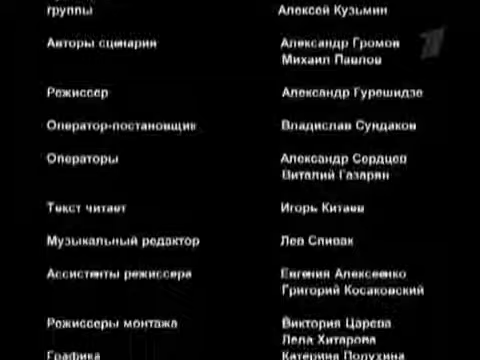 группы Алексей Кузьмин
Авторы сценария Александр Громов
Михаил Павлов
Режиссер Александр Гурешидзе
Оператор-постановщик Владислав Сундаков
Операторы Александр Сердцев
Виталий Газарян
Текст читает Игорь Китаев
Музыкальный редактор Лев Спивак
Ассистенты режиссера Евгения Алексеенко
Григорий Косаковский
Режиссеры монтажа Виктория Царева
Лела Хитарова
Графика Катерина